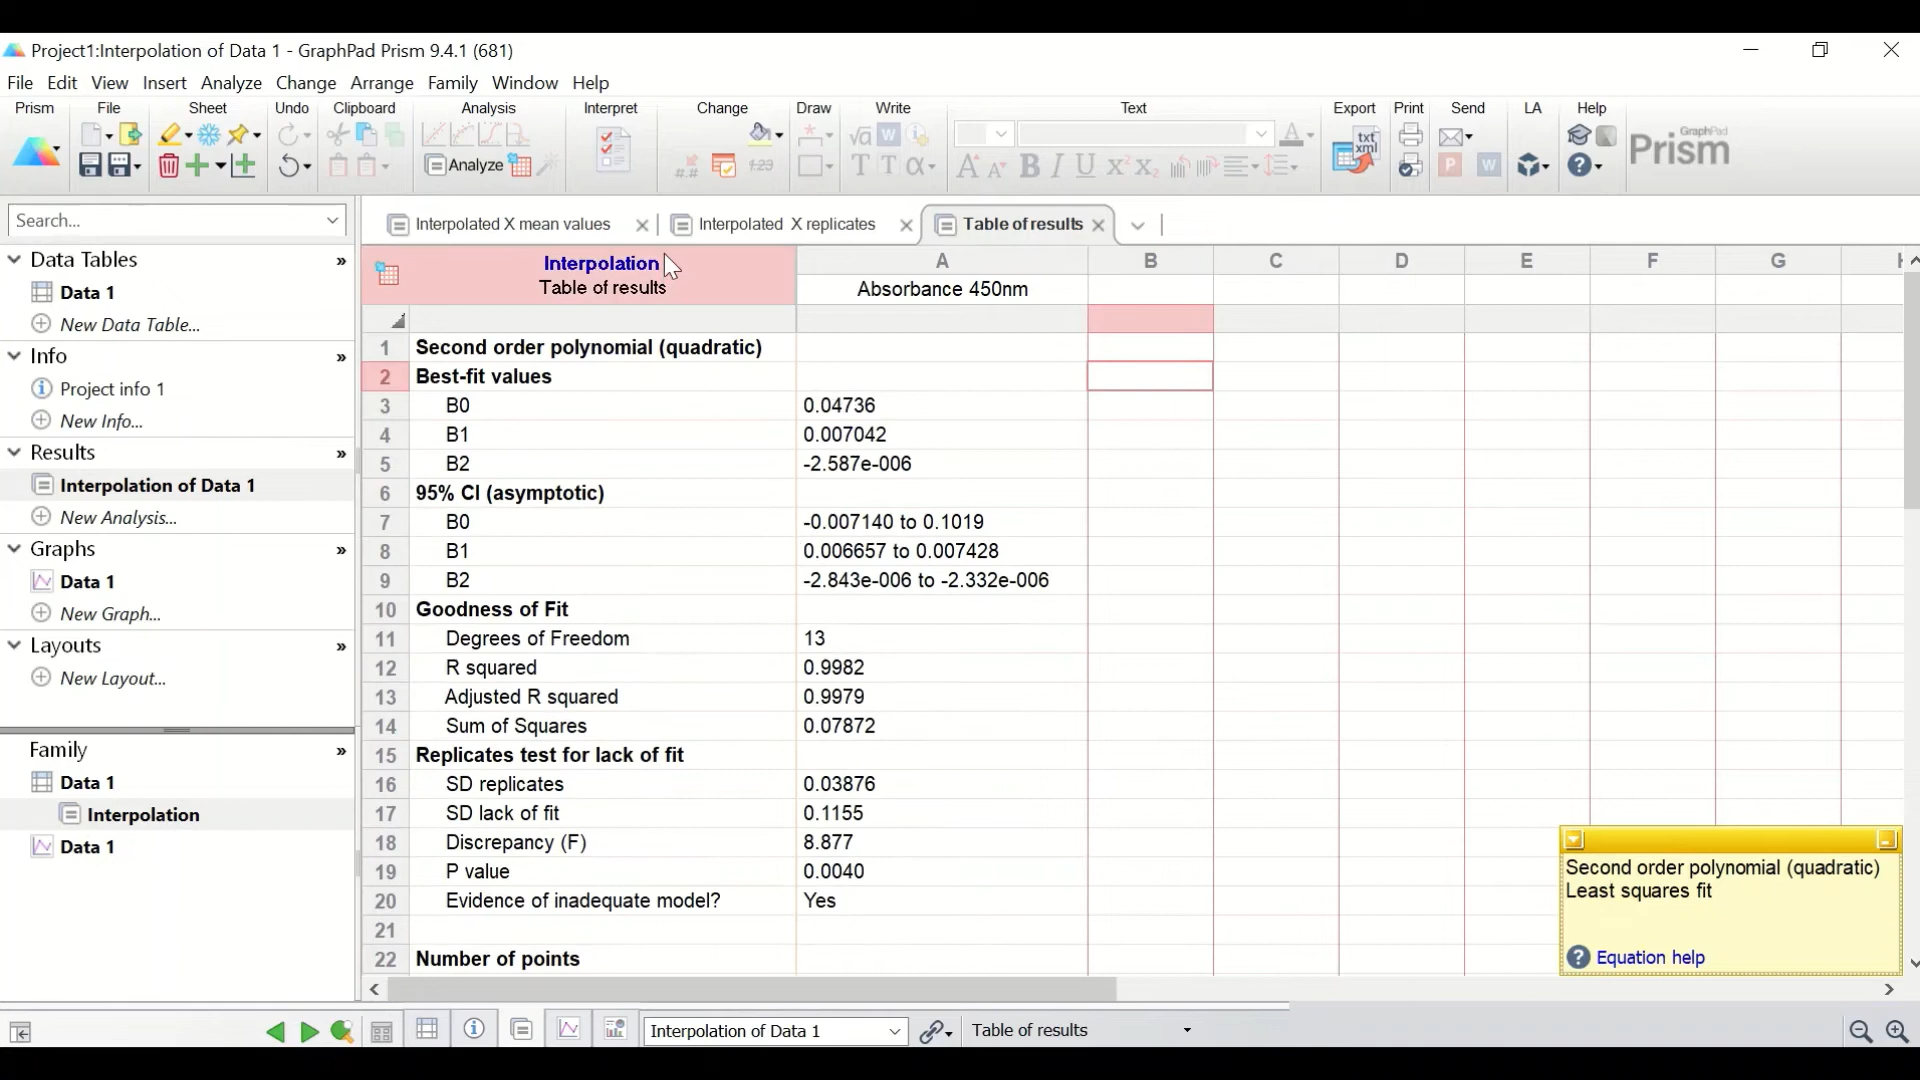 Project1:Interpolation of Data 1 - GraphPad Prism 9.4.1 (681)
File Edit View Insert Analyze Change Arrange Family Window Help
Prism File Sheet Undo Clipboard Analysis Interpret Change Draw Write Text Export Print Send LA Help
Analyze
txt
xml
GraphPad
Prism
Search...
Interpolated X mean values
Interpolated X replicates
Table of results
Data Tables
Data 1
New Data Table...
Info
Project info 1
New Info...
Results
Interpolation of Data 1
New Analysis...
Graphs
Data 1
New Graph...
Layouts
New Layout...
Family
Data 1
Interpolation
Data 1
Interpolation
Table of results
A B C D E F G
Absorbance 450nm
1 Second order polynomial (quadratic)
2 Best-fit values
3 B0 0.04736
4 B1 0.007042
5 B2 -2.587e-006
6 95% CI (asymptotic)
7 B0 -0.007140 to 0.1019
8 B1 0.006657 to 0.007428
9 B2 -2.843e-006 to -2.332e-006
10 Goodness of Fit
11 Degrees of Freedom 13
12 R squared 0.9982
13 Adjusted R squared 0.9979
14 Sum of Squares 0.07872
15 Replicates test for lack of fit
16 SD replicates 0.03876
17 SD lack of fit 0.1155
18 Discrepancy (F) 8.877
19 P value 0.0040
20 Evidence of inadequate model? Yes
21
22 Number of points
Second order polynomial (quadratic)
Least squares fit
Equation help
Interpolation of Data 1
Table of results